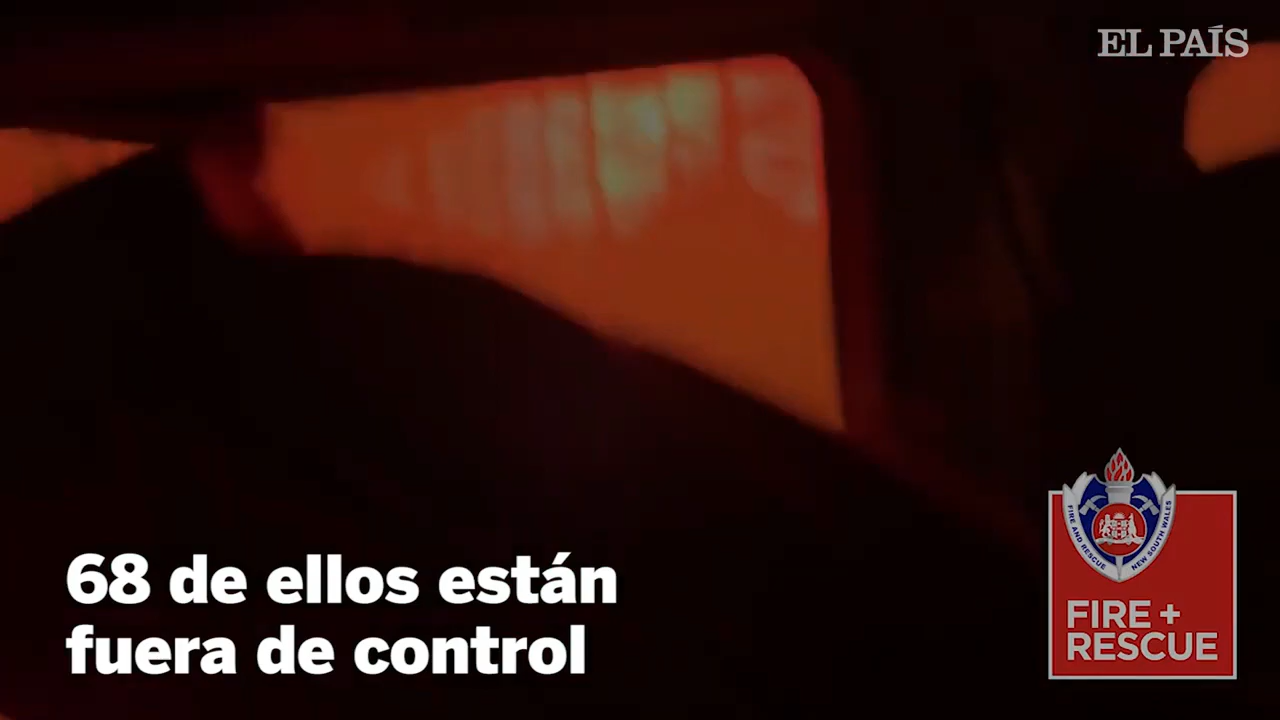 EL PAÍS
68 de ellos están
fuera de control
FIRE AND RESCUE
NEW SOUTH WALES
FIRE +
RESCUE